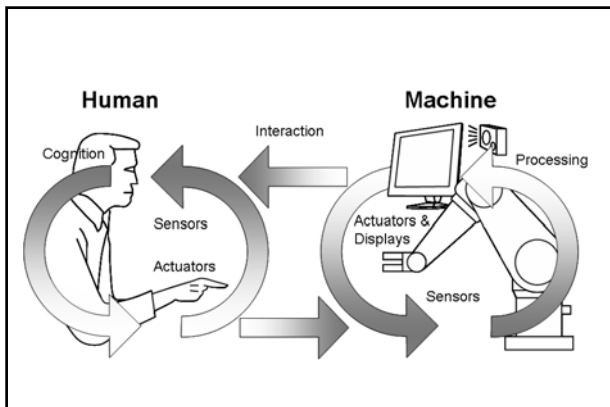 Human
Machine
Interaction
Cognition
Processing
Sensors
Actuators &
Displays
Actuators
Sensors